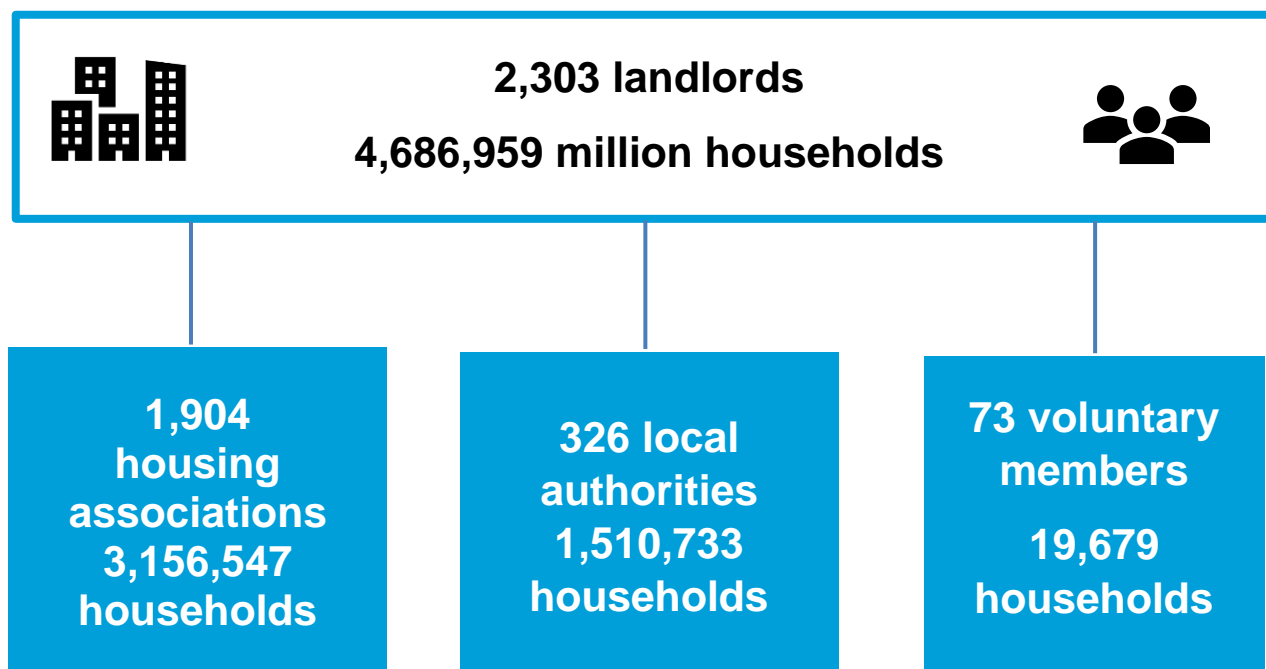 2,303 landlords
4,686,959 million households
1,904
housing
associations
3,156,547
households
326 local
authorities
1,510,733
households
73 voluntary
members
19,679
households